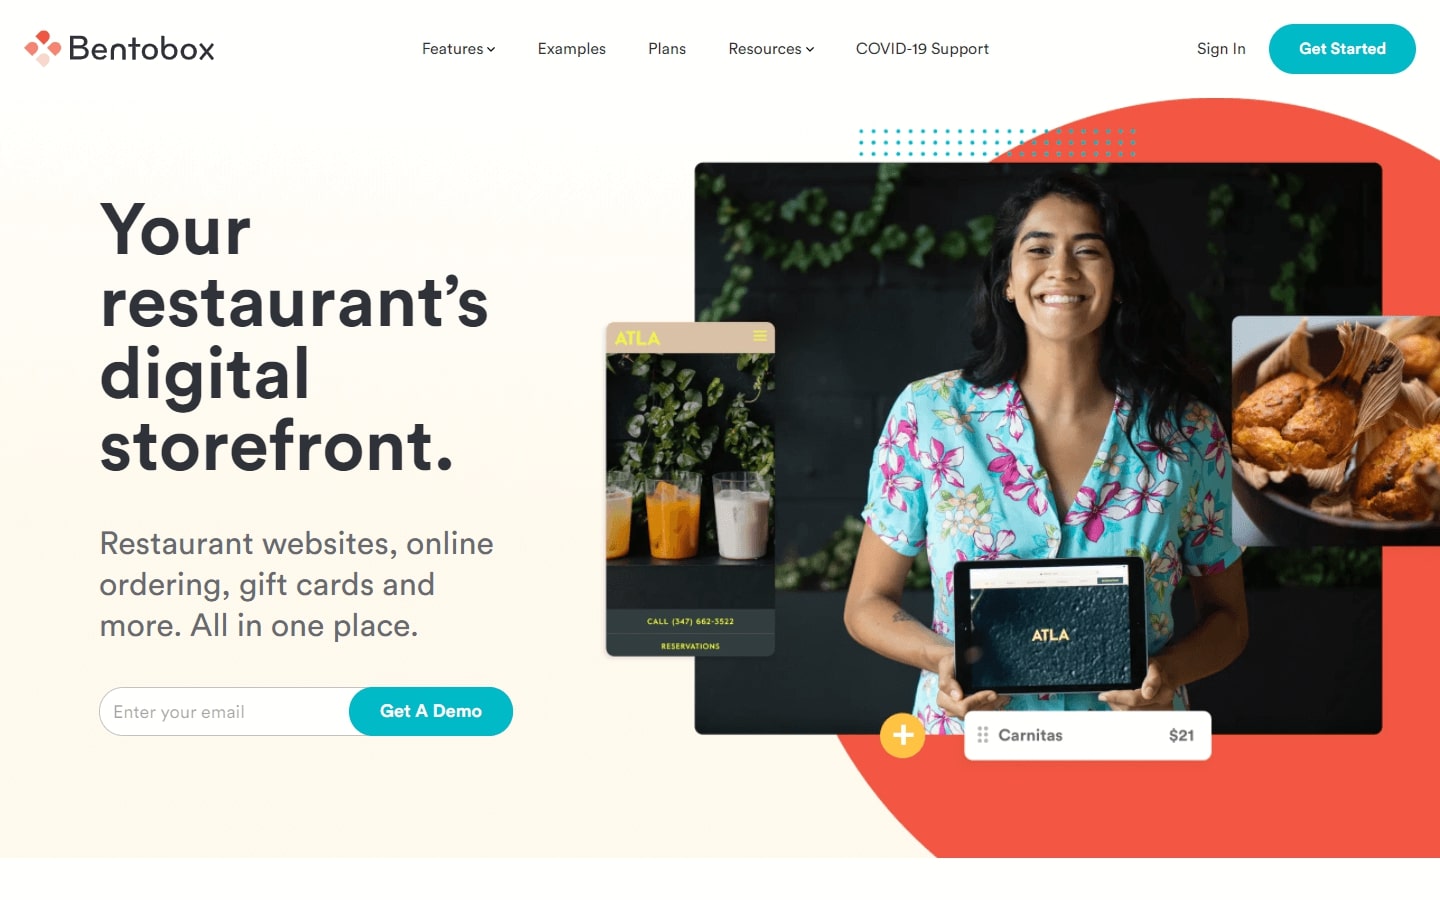 Bentobox
Features
Examples
Plans
Resources
COVID-19 Support
Sign In
Get Started
Your
restaurant’s
digital
storefront.
Restaurant websites, online
ordering, gift cards and
more. All in one place.
Enter your email
Get A Demo
ATLA
CALL (347) 662-3522
RESERVATIONS
ATLA
Carnitas
$21